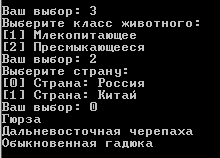 Ваш выбор: 3
Выберите класс животного:
[1] Млекопитающее
[2] Пресмыкающееся
Ваш выбор: 2
Выберите страну:
[0] Страна: Россия
[1] Страна: Китай
Ваш выбор: 0
Гюрза
Дальневосточная черепаха
Обыкновенная гадюка